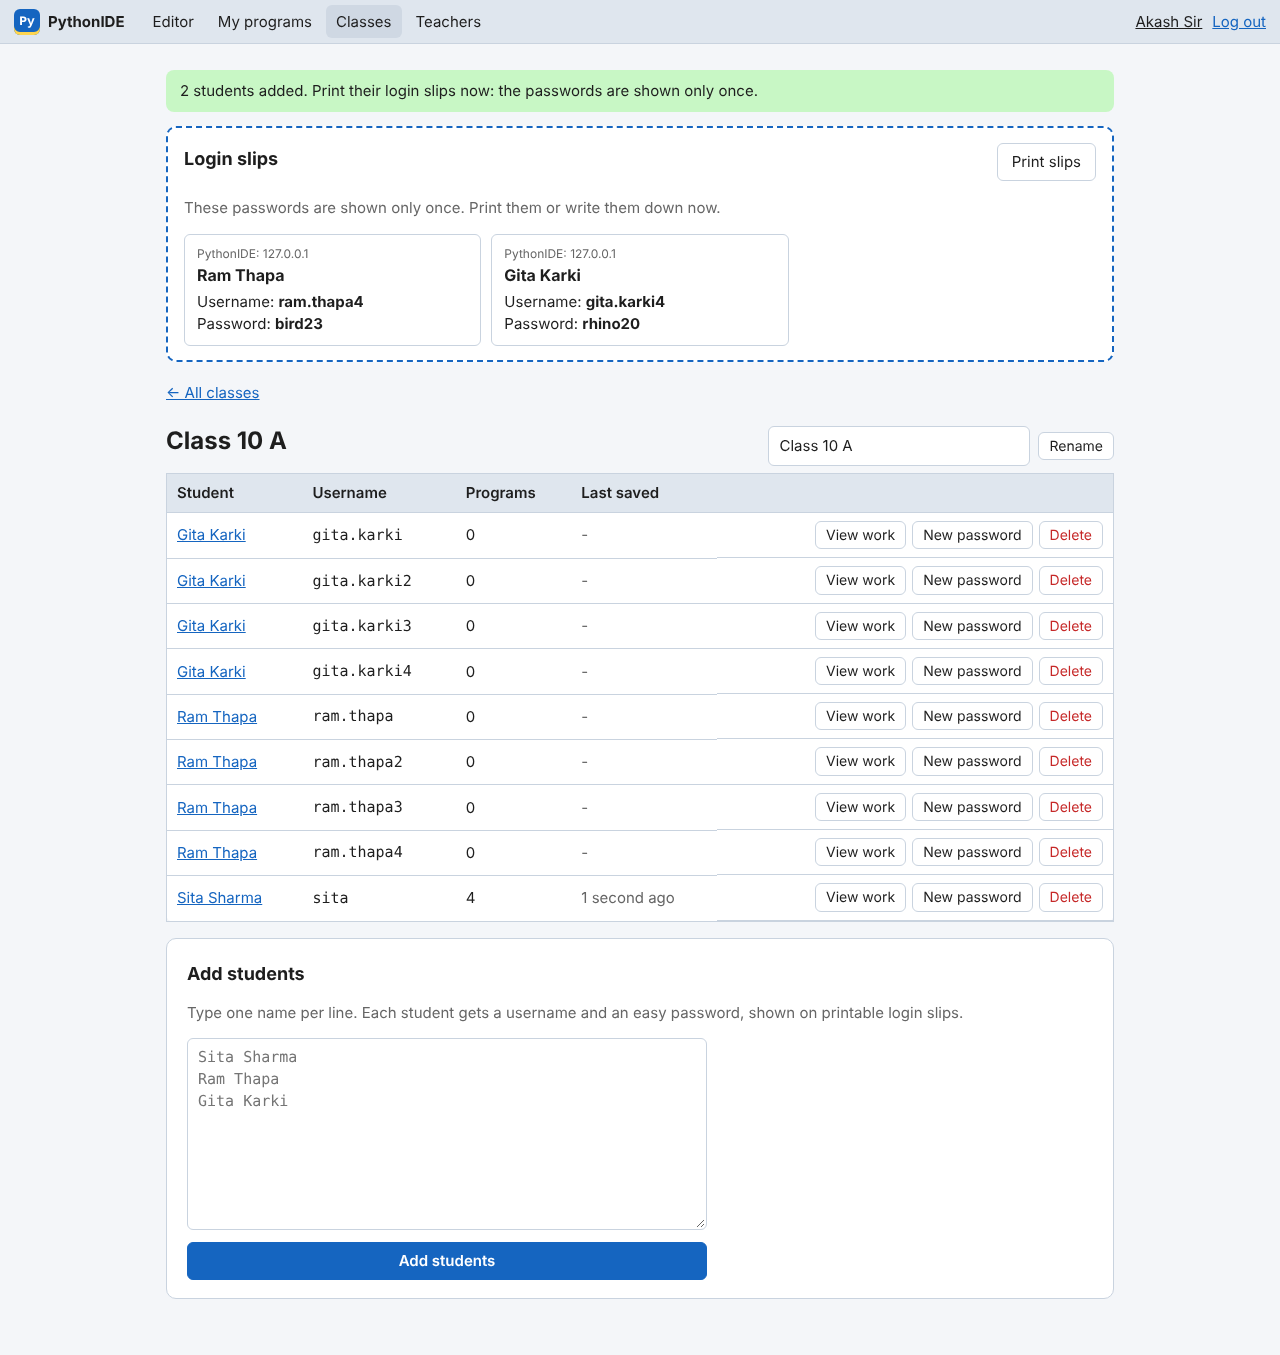 Py PythonIDE Editor My programs Classes Teachers Akash Sir Log out
2 students added. Print their login slips now: the passwords are shown only once.
Login slips
Print slips
These passwords are shown only once. Print them or write them down now.
PythonIDE: 127.0.0.1
Ram Thapa
Username: ram.thapa4
Password: bird23
PythonIDE: 127.0.0.1
Gita Karki
Username: gita.karki4
Password: rhino20
← All classes
Class 10 A
Class 10 A Rename
Student Username Programs Last saved
Gita Karki gita.karki 0 - View work New password Delete
Gita Karki gita.karki2 0 - View work New password Delete
Gita Karki gita.karki3 0 - View work New password Delete
Gita Karki gita.karki4 0 - View work New password Delete
Ram Thapa ram.thapa 0 - View work New password Delete
Ram Thapa ram.thapa2 0 - View work New password Delete
Ram Thapa ram.thapa3 0 - View work New password Delete
Ram Thapa ram.thapa4 0 - View work New password Delete
Sita Sharma sita 4 1 second ago View work New password Delete
Add students
Type one name per line. Each student gets a username and an easy password, shown on printable login slips.
Sita Sharma
Ram Thapa
Gita Karki
Add students